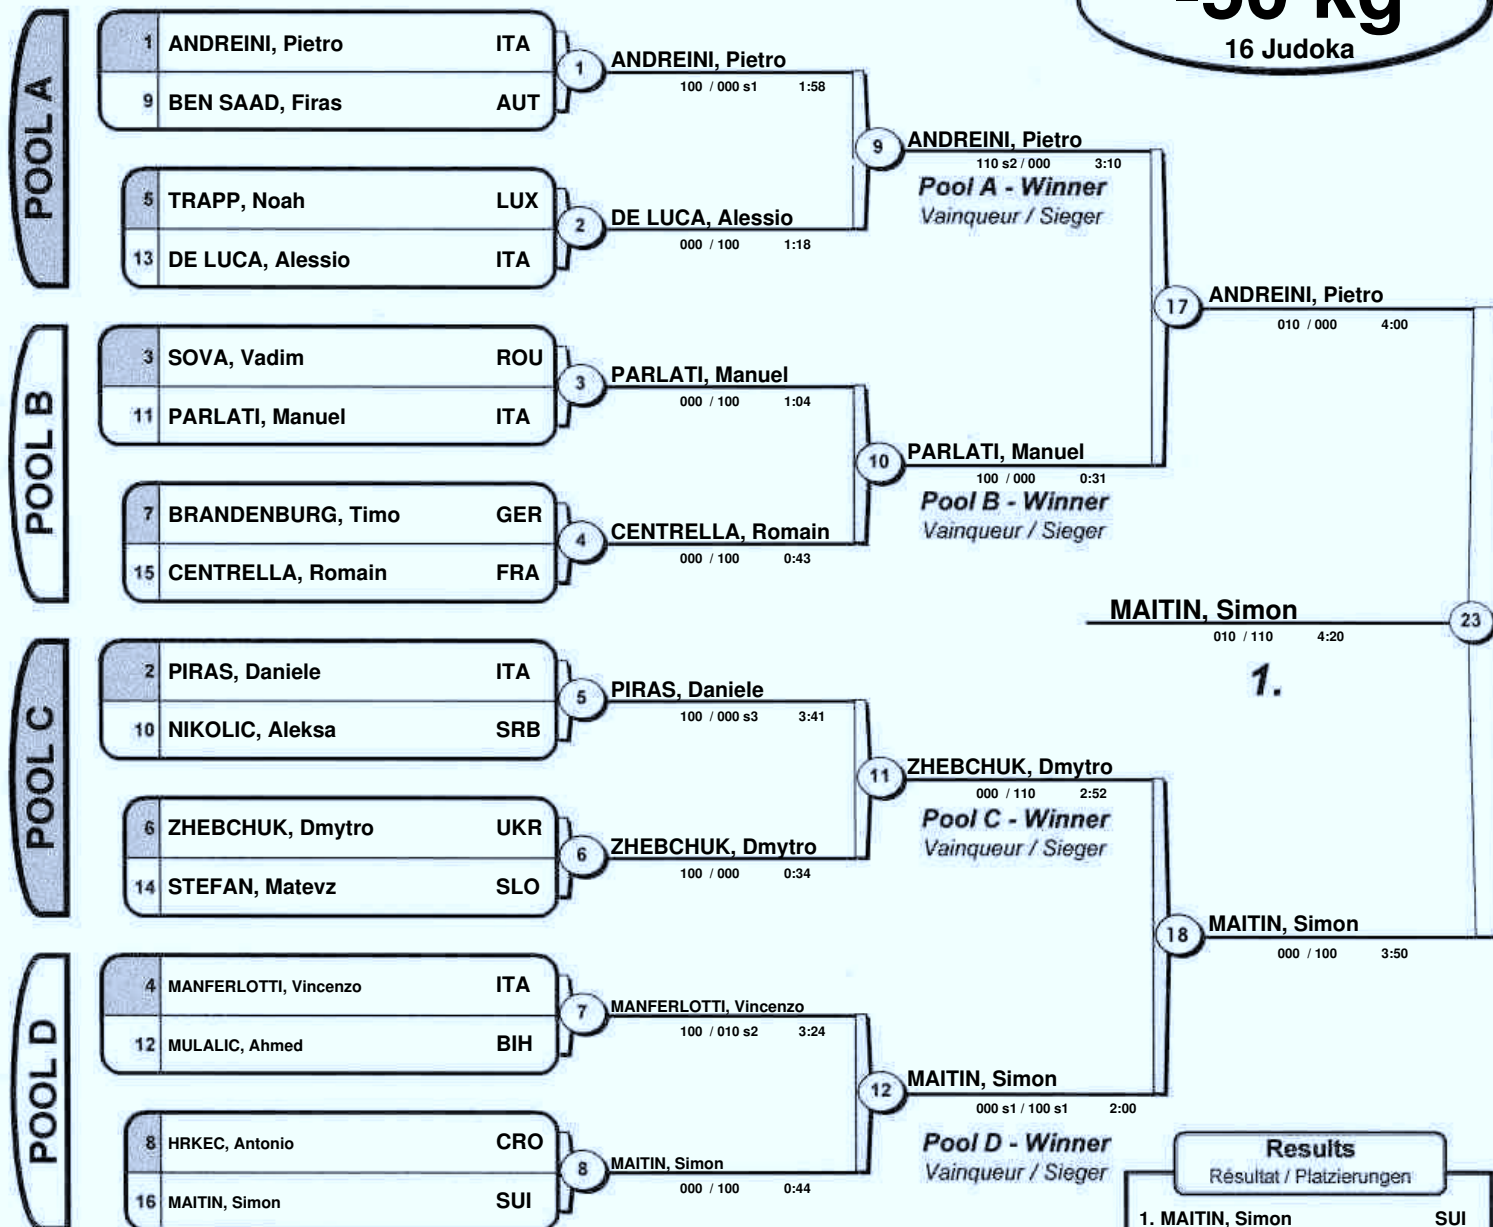 -50 kg
16 Judoka
POOL A
1 ANDREINI, Pietro ITA
9 BEN SAAD, Firas AUT
5 TRAPP, Noah LUX
13 DE LUCA, Alessio ITA
1 ANDREINI, Pietro
100 / 000 s1 1:58
2 DE LUCA, Alessio
000 / 100 1:18
9 ANDREINI, Pietro
110 s2 / 000 3:10
Pool A - Winner
Vainqueur / Sieger
POOL B
3 SOVA, Vadim ROU
11 PARLATI, Manuel ITA
7 BRANDENBURG, Timo GER
15 CENTRELLA, Romain FRA
3 PARLATI, Manuel
000 / 100 1:04
4 CENTRELLA, Romain
000 / 100 0:43
10 PARLATI, Manuel
100 / 000 0:31
Pool B - Winner
Vainqueur / Sieger
17 ANDREINI, Pietro
010 / 000 4:00
MAITIN, Simon 23
010 / 110 4:20
1.
POOL C
2 PIRAS, Daniele ITA
10 NIKOLIC, Aleksa SRB
6 ZHEBCHUK, Dmytro UKR
14 STEFAN, Matevz SLO
5 PIRAS, Daniele
100 / 000 s3 3:41
6 ZHEBCHUK, Dmytro
100 / 000 0:34
11 ZHEBCHUK, Dmytro
000 / 110 2:52
Pool C - Winner
Vainqueur / Sieger
POOL D
4 MANFERLOTTI, Vincenzo ITA
12 MULALIC, Ahmed BIH
8 HRKEC, Antonio CRO
16 MAITIN, Simon SUI
7 MANFERLOTTI, Vincenzo
100 / 010 s2 3:24
8 MAITIN, Simon
000 / 100 0:44
12 MAITIN, Simon
000 s1 / 100 s1 2:00
Pool D - Winner
Vainqueur / Sieger
18 MAITIN, Simon
000 / 100 3:50
Results
Résultat / Platzierungen
1. MAITIN, Simon SUI